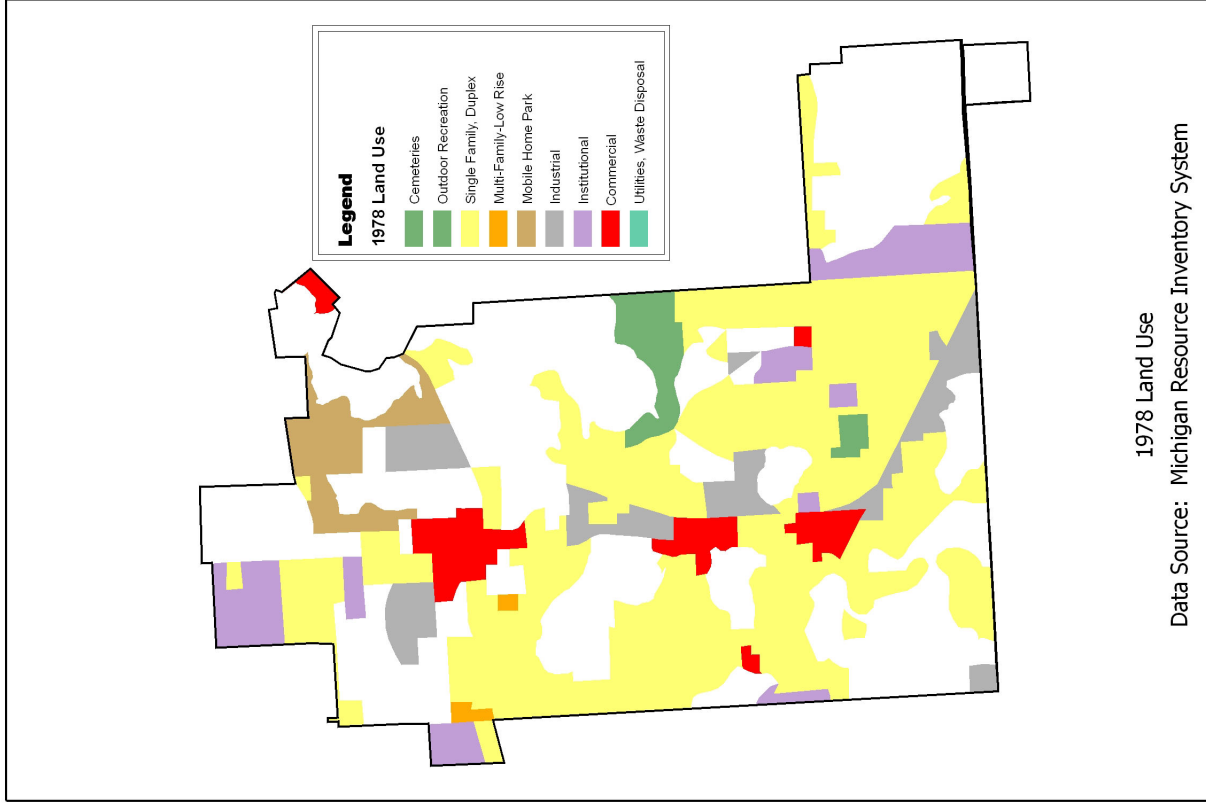 Legend
1978 Land Use
Cemeteries
Outdoor Recreation
Single Family, Duplex
Multi-Family-Low Rise
Mobile Home Park
Industrial
Institutional
Commercial
Utilities, Waste Disposal
1978 Land Use
Data Source: Michigan Resource Inventory System